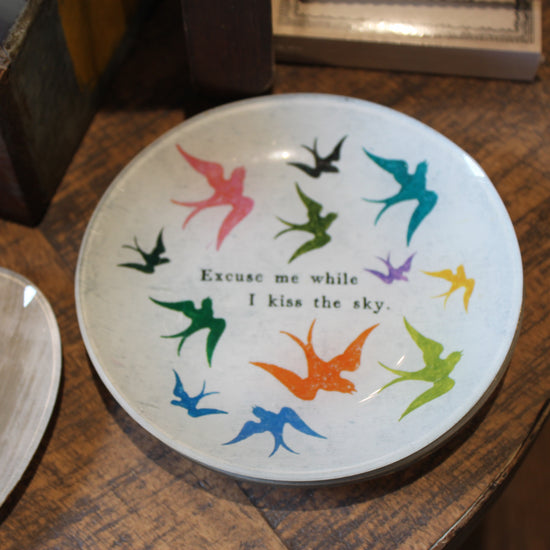 Excuse me while
I kiss the sky.